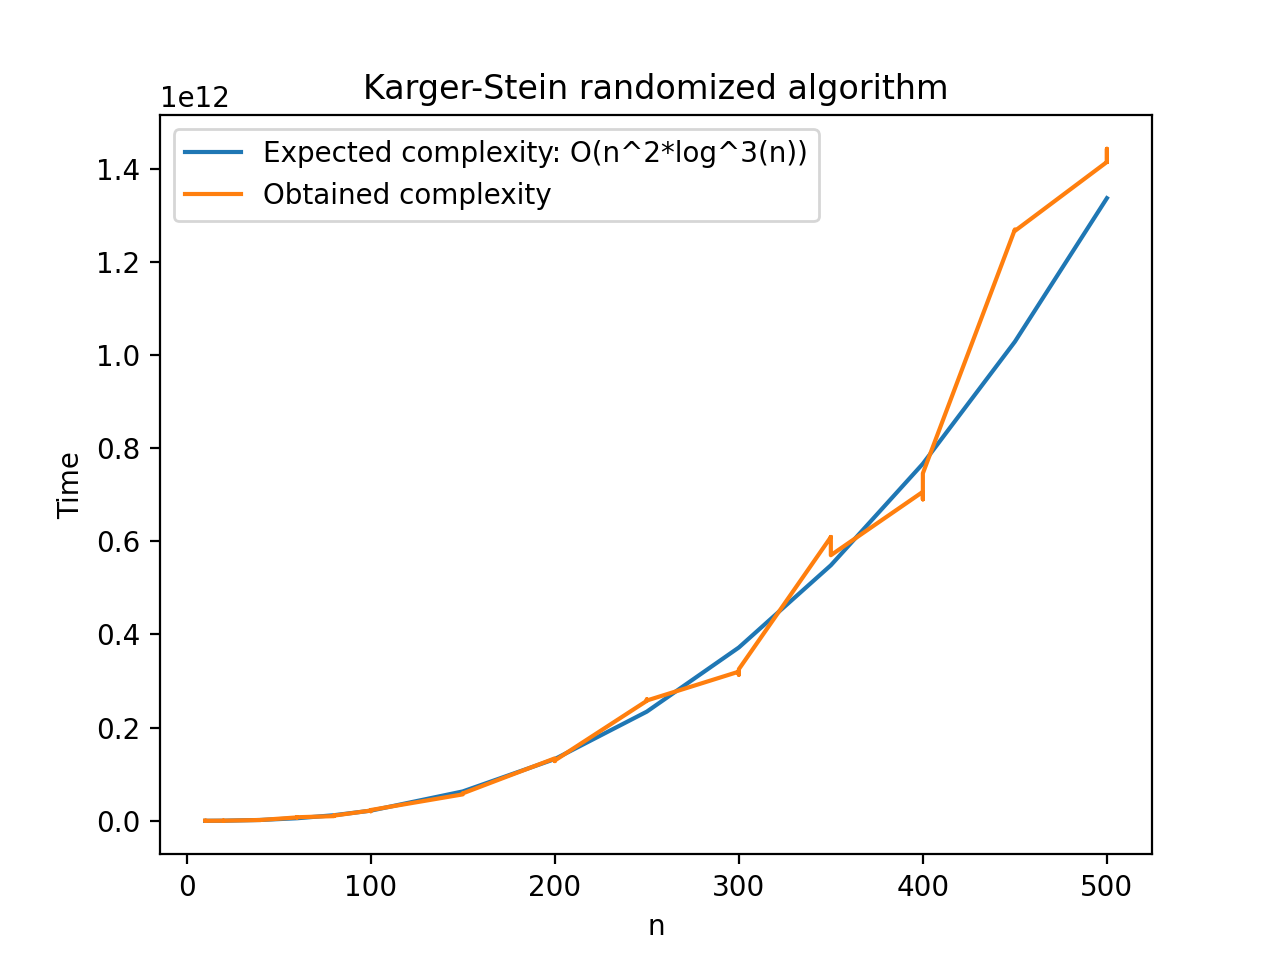 Karger-Stein randomized algorithm
1e12
Expected complexity: O(n^2*log^3(n))
Obtained complexity
1.4
1.2
1.0
0.8
0.6
0.4
0.2
0.0
Time
0 100 200 300 400 500
n